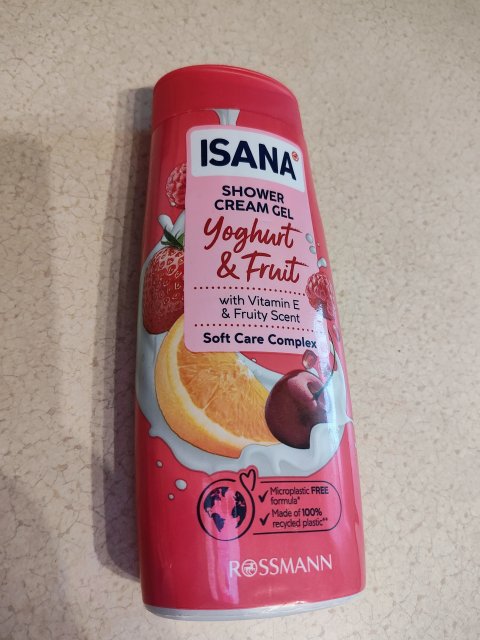 ISANA®
SHOWER
CREAM GEL
Yoghurt
& Fruit
with Vitamin E
& Fruity Scent
Soft Care Complex
Microplastic FREE
formula*
Made of 100%
recycled plastic**
ROSSMANN